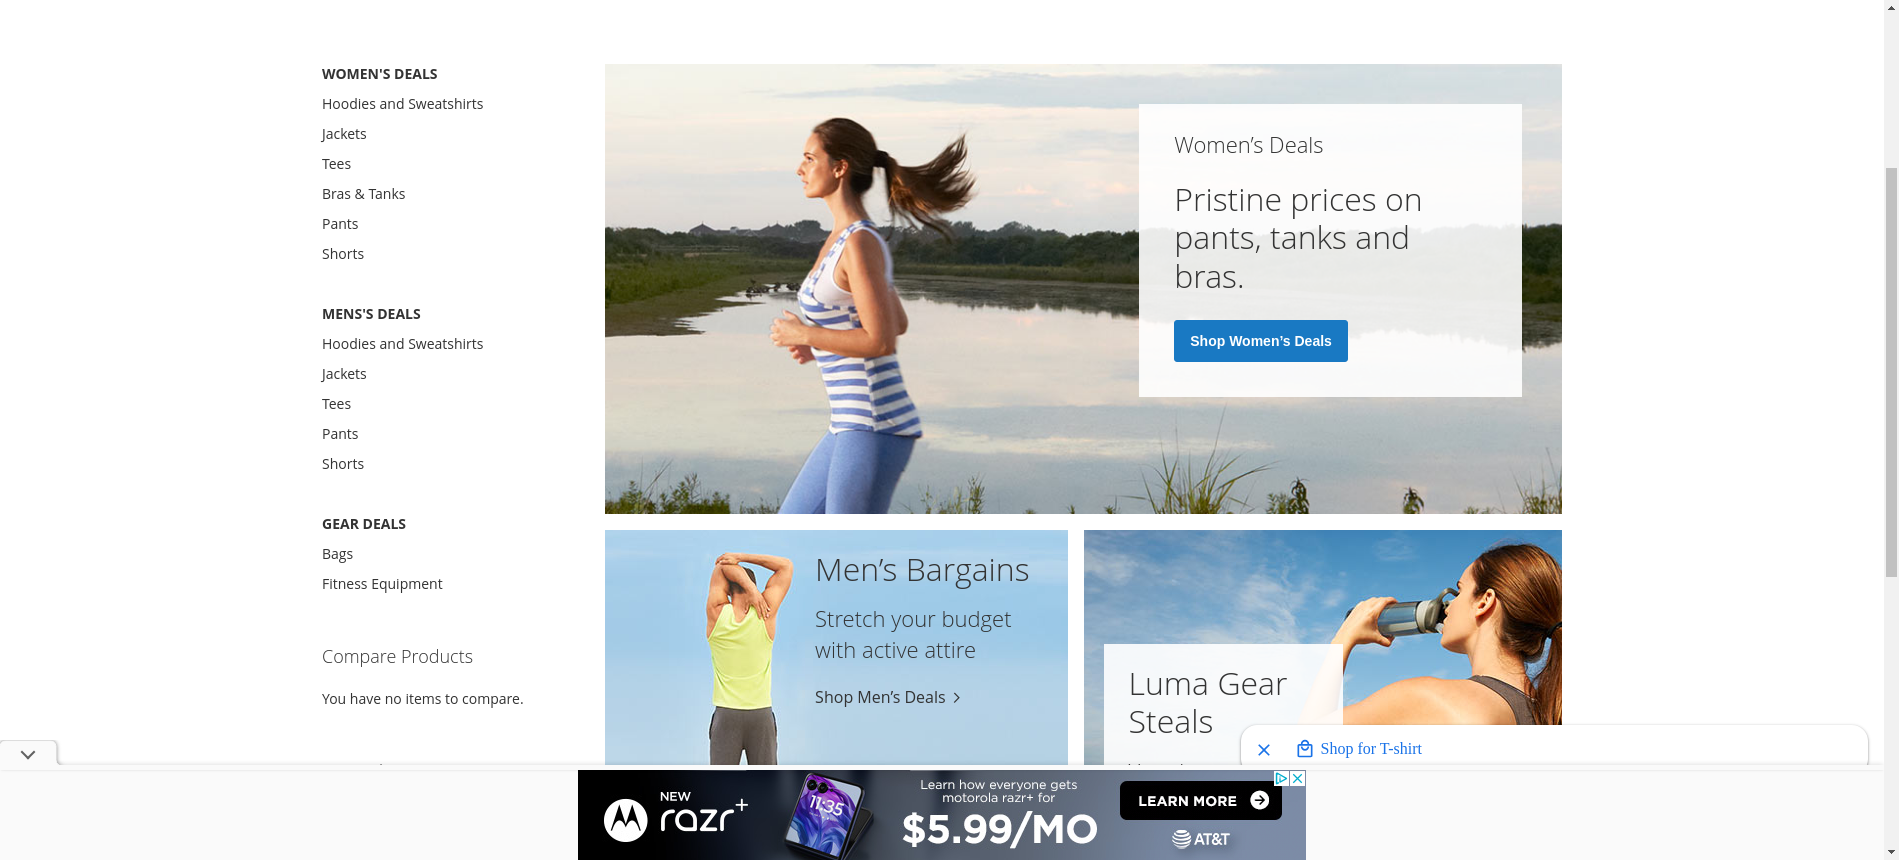 WOMEN'S DEALS
Hoodies and Sweatshirts
Jackets
Tees
Bras & Tanks
Pants
Shorts
MENS'S DEALS
Hoodies and Sweatshirts
Jackets
Tees
Pants
Shorts
GEAR DEALS
Bags
Fitness Equipment
Compare Products
You have no items to compare.
Women’s Deals
Pristine prices on
pants, tanks and
bras.
Shop Women’s Deals
Men’s Bargains
Stretch your budget
with active attire
Shop Men’s Deals
Luma Gear
Steals
Shop for T-shirt
NEW
razr+
11:35
Learn how everyone gets
motorola razr+ for
$5.99/MO
LEARN MORE
AT&T